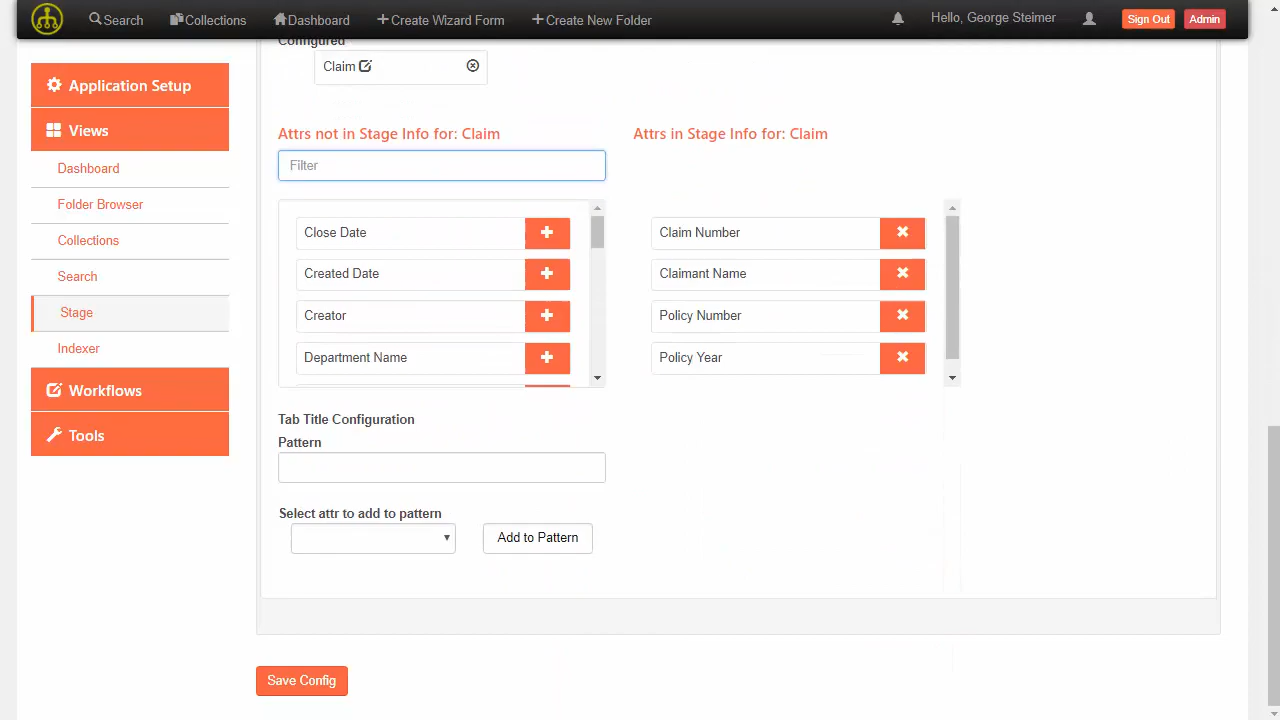 Search
Collections
Dashboard
Create Wizard Form
Create New Folder
Hello, George Steimer
Sign Out
Admin
Application Setup
Views
Dashboard
Folder Browser
Collections
Search
Stage
Indexer
Workflows
Tools
Configured
Claim
Attrs not in Stage Info for: Claim
Filter
Close Date
Created Date
Creator
Department Name
Attrs in Stage Info for: Claim
Claim Number
Claimant Name
Policy Number
Policy Year
Tab Title Configuration
Pattern
Select attr to add to pattern
Add to Pattern
Save Config